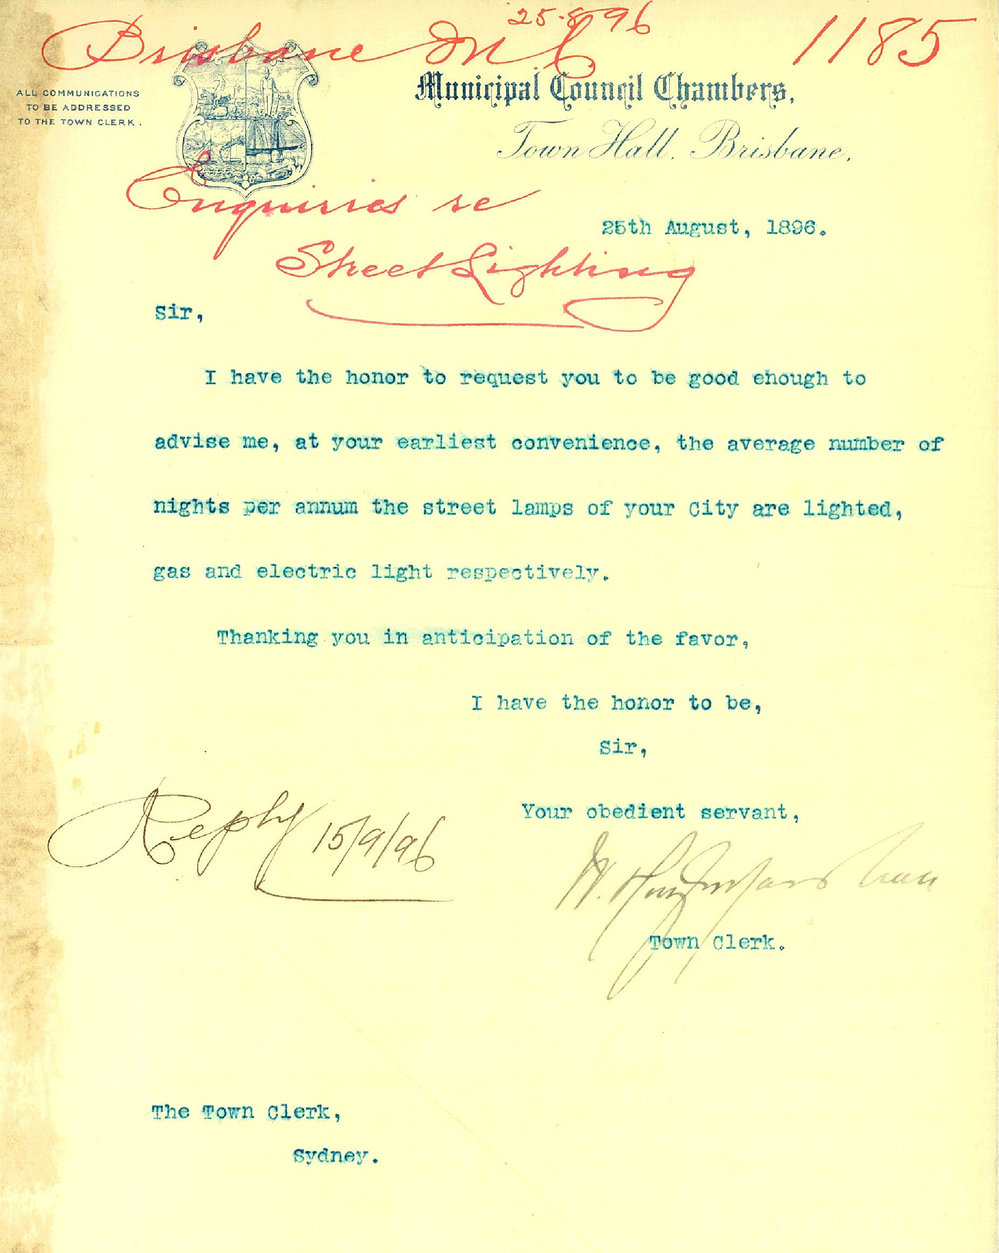 25.8.96
Brisbane M C
1185
ALL COMMUNICATIONS
TO BE ADDRESSED
TO THE TOWN CLERK.
Municipal Council Chambers,
Town Hall, Brisbane,
Enquiries re
Street Lighting
25th August, 1896.
Sir,
I have the honor to request you to be good enough to
advise me, at your earliest convenience, the average number of
nights per annum the street lamps of your City are lighted,
gas and electric light respectively.
Thanking you in anticipation of the favor,
I have the honor to be,
Sir,
Your obedient servant,
Reply 15/9/96
W.
Town Clerk.
The Town Clerk,
Sydney.